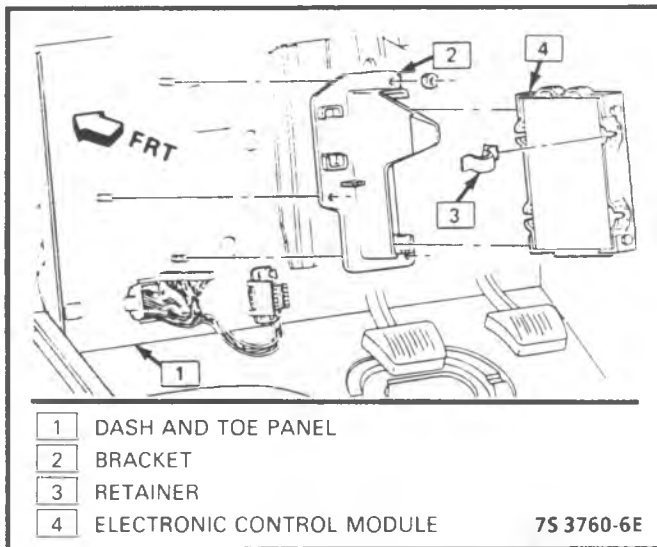 2
4
FRT
3
1
1 DASH AND TOE PANEL
2 BRACKET
3 RETAINER
4 ELECTRONIC CONTROL MODULE 7S 3760-6E